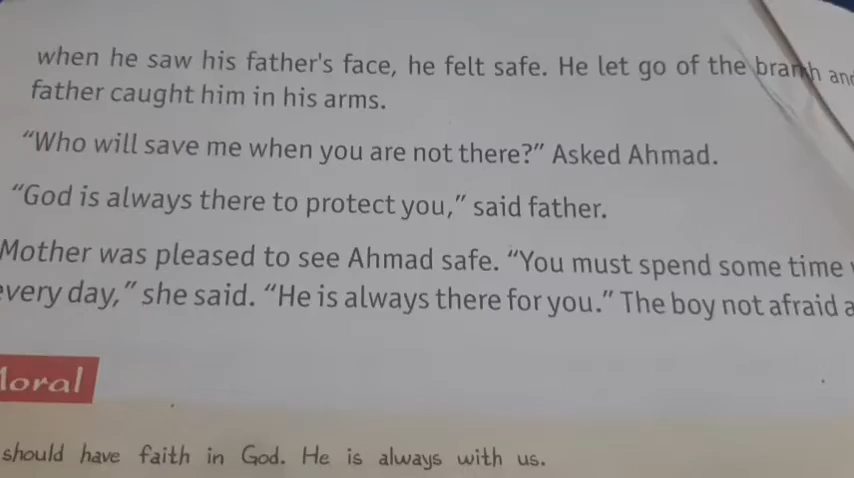 when he saw his father's face, he felt safe. He let go of the branch and
father caught him in his arms.
“Who will save me when you are not there?” Asked Ahmad.
“God is always there to protect you,” said father.
Mother was pleased to see Ahmad safe. “You must spend some time
every day,” she said. “He is always there for you.” The boy not afraid
Moral
should have faith in God. He is always with us.